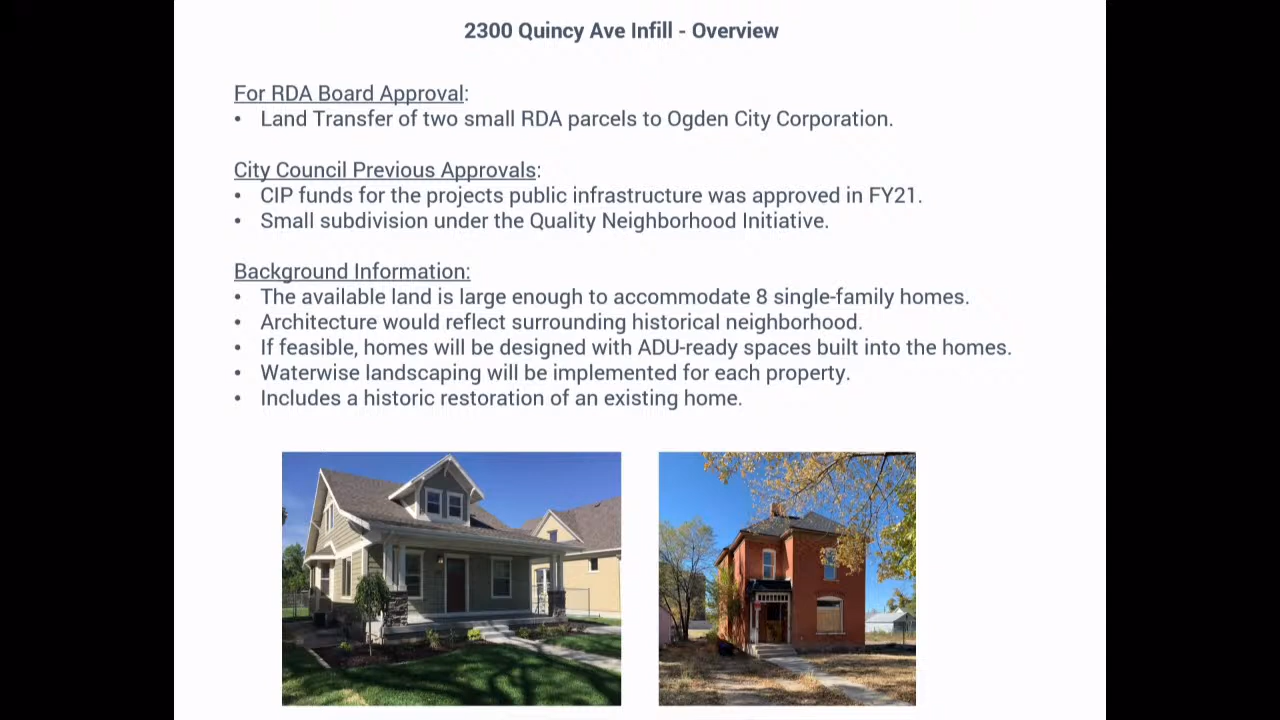 2300 Quincy Ave Infill - Overview
For RDA Board Approval:
• Land Transfer of two small RDA parcels to Ogden City Corporation.
City Council Previous Approvals:
• CIP funds for the projects public infrastructure was approved in FY21.
• Small subdivision under the Quality Neighborhood Initiative.
Background Information:
• The available land is large enough to accommodate 8 single-family homes.
• Architecture would reflect surrounding historical neighborhood.
• If feasible, homes will be designed with ADU-ready spaces built into the homes.
• Waterwise landscaping will be implemented for each property.
• Includes a historic restoration of an existing home.